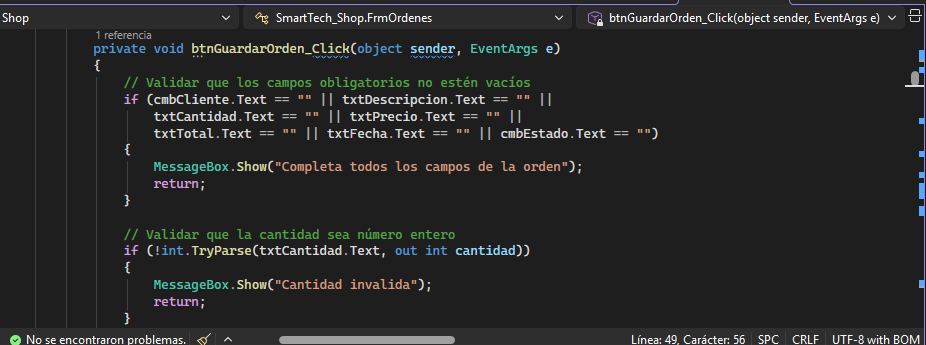 Shop
SmartTech_Shop.FrmOrdenes
btnGuardarOrden_Click(object sender, EventArgs e)
1 referencia
private void btnGuardarOrden_Click(object sender, EventArgs e)
{
// Validar que los campos obligatorios no estén vacios
if (cmbCliente.Text == "" || txtDescripcion.Text == "" ||
txtCantidad.Text == "" || txtPrecio.Text == "" ||
txtTotal.Text == "" || txtFecha.Text == "" || cmbEstado.Text == "")
{
MessageBox.Show("Completa todos los campos de la orden");
return;
}
// Validar que la cantidad sea número entero
if (!int.TryParse(txtCantidad.Text, out int cantidad))
{
MessageBox.Show("Cantidad invalida");
return;
}
No se encontraron problemas.
Línea: 49, Carácter: 56
SPC
CRLF
UTF-8 with BOM